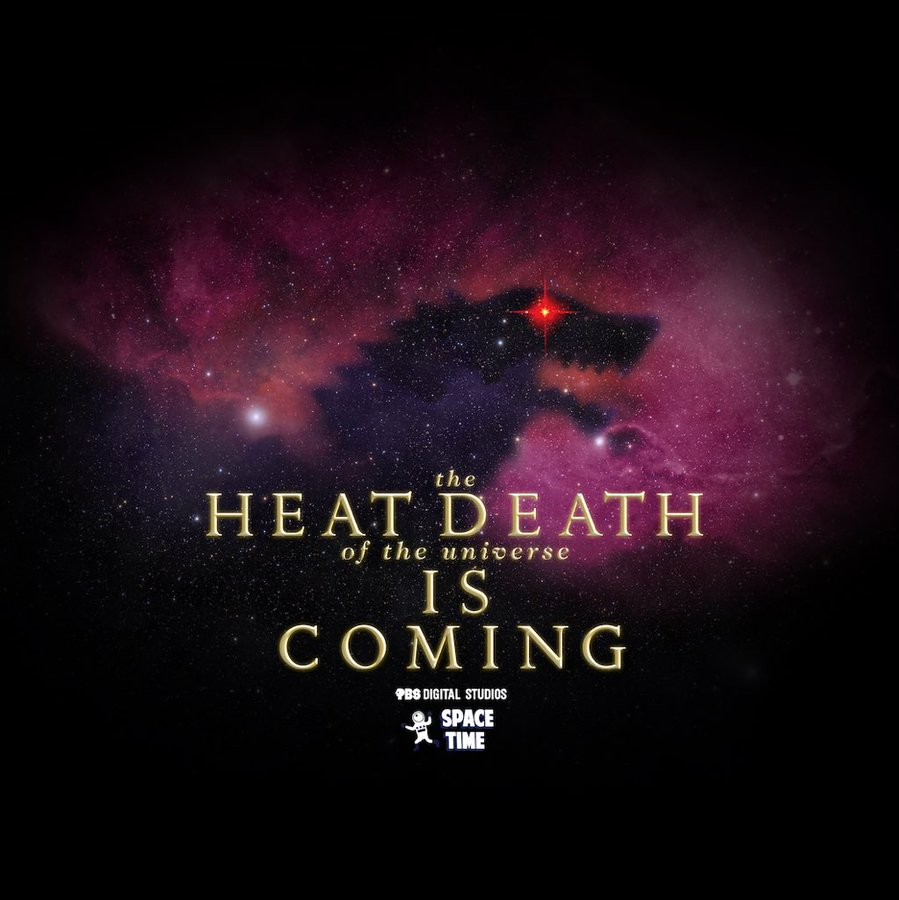 the
HEAT DEATH
of the universe
IS
COMING
PBS DIGITAL STUDIOS
SPACE
TIME